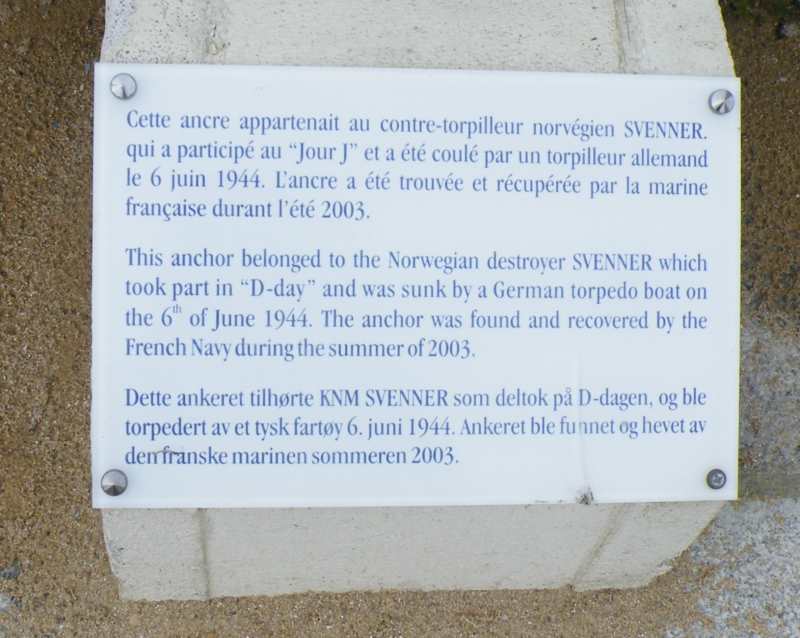 Cette ancre appartenait au contre-torpilleur norvégien SVENNER.
qui a participé au “Jour J” et a été coulé par un torpilleur allemand
le 6 juin 1944. L’ancre a été trouvée et récupérée par la marine
française durant l’été 2003.
This anchor belonged to the Norwegian destroyer SVENNER which
took part in “D-day” and was sunk by a German torpedo boat on
the 6th of June 1944. The anchor was found and recovered by the
French Navy during the summer of 2003.
Dette ankeret tilhørte KNM SVENNER som deltok på D-dagen, og ble
torpedert av et tysk fartøy 6. juni 1944. Ankeret ble funnet og hevet av
den franske marinen sommeren 2003.